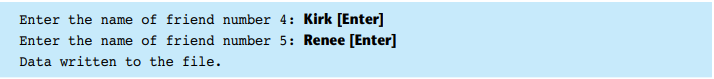 Enter the name of friend number 4: Kirk [Enter]
Enter the name of friend number 5: Renee [Enter]
Data written to the file.